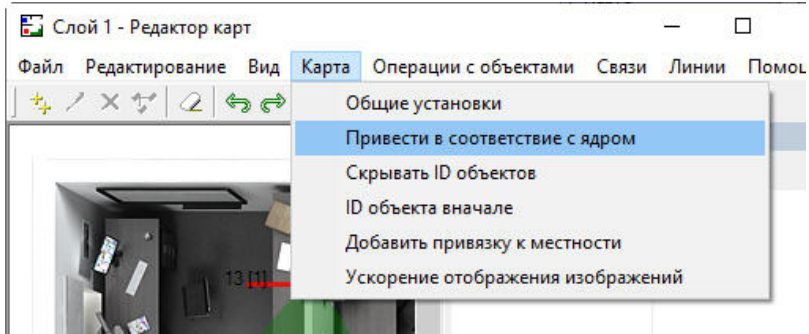 Слой 1 - Редактор карт
Файл Редактирование Вид Карта Операции с объектами Связи Линии
Общие установки
Привести в соответствие с ядром
Скрывать ID объектов
ID объекта вначале
Добавить привязку к местности
Ускорение отображения изображений
13 [1]